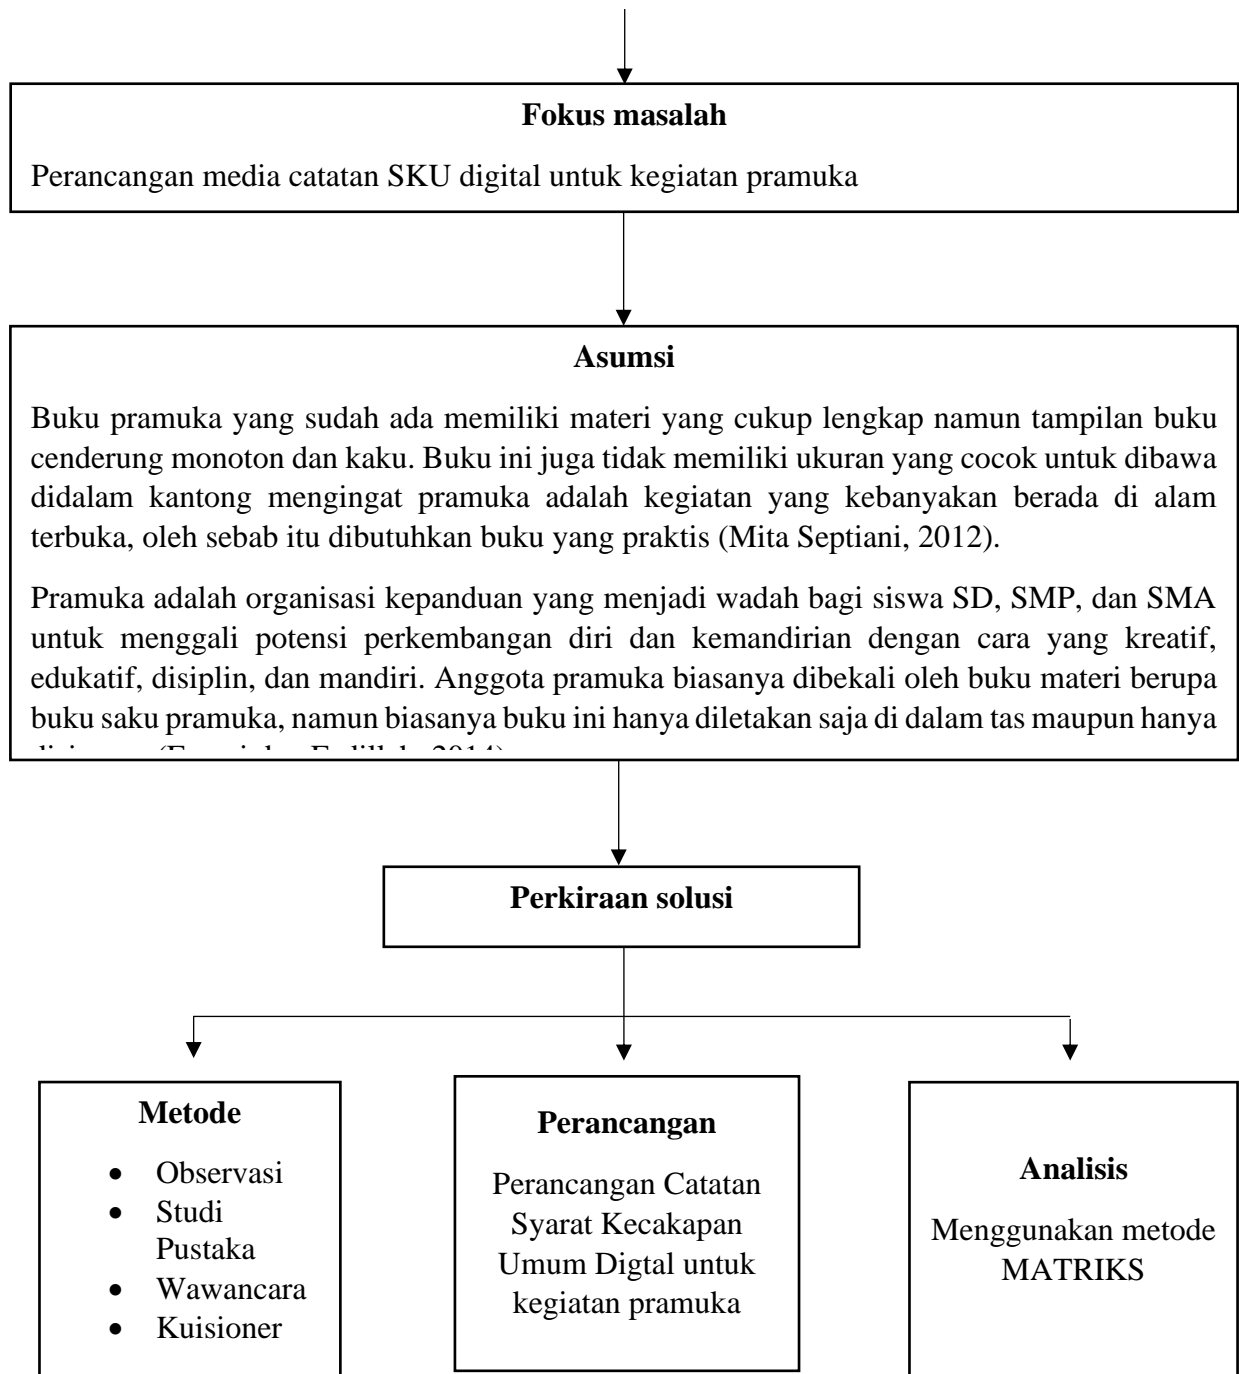 Fokus masalah
Perancangan media catatan SKU digital untuk kegiatan pramuka
Asumsi
Buku pramuka yang sudah ada memiliki materi yang cukup lengkap namun tampilan buku
cenderung monoton dan kaku. Buku ini juga tidak memiliki ukuran yang cocok untuk dibawa
didalam kantong mengingat pramuka adalah kegiatan yang kebanyakan berada di alam
terbuka, oleh sebab itu dibutuhkan buku yang praktis (Mita Septiani, 2012).
Pramuka adalah organisasi kepanduan yang menjadi wadah bagi siswa SD, SMP, dan SMA
untuk menggali potensi perkembangan diri dan kemandirian dengan cara yang kreatif,
edukatif, disiplin, dan mandiri. Anggota pramuka biasanya dibekali oleh buku materi berupa
buku saku pramuka, namun biasanya buku ini hanya diletakan saja di dalam tas maupun hanya
Perkiraan solusi
Metode
• Observasi
• Studi
Pustaka
• Wawancara
• Kuisioner
Perancangan
Perancangan Catatan
Syarat Kecakapan
Umum Digtal untuk
kegiatan pramuka
Analisis
Menggunakan metode
MATRIKS